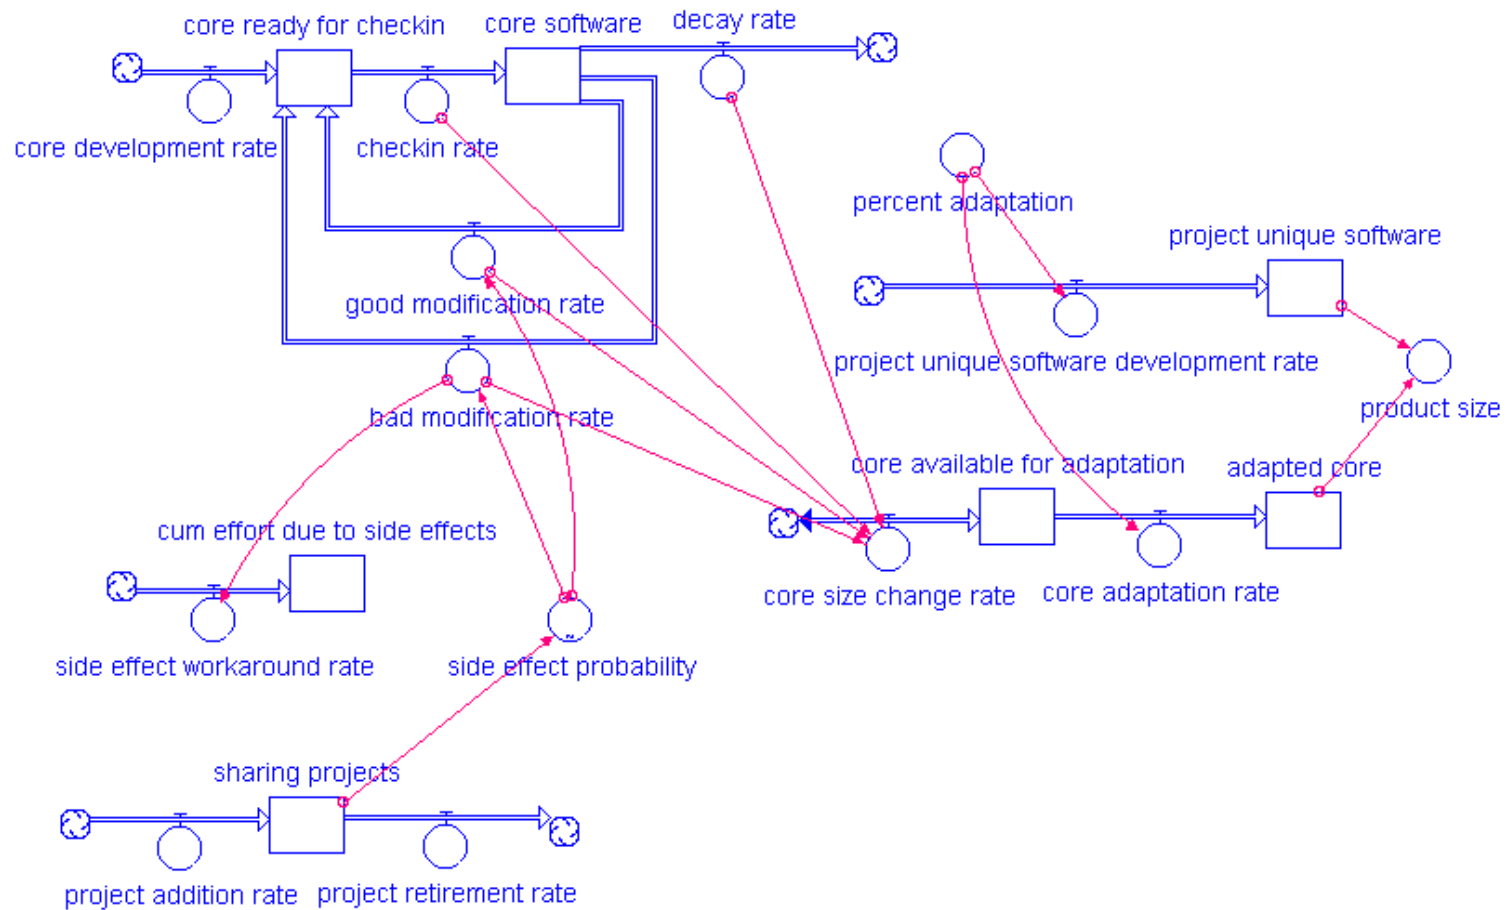 core ready for checkin
core software
decay rate
core development rate
checkin rate
percent adaptation
project unique software
good modification rate
project unique software development rate
bad modification rate
product size
core available for adaptation
adapted core
cum effort due to side effects
core size change rate
core adaptation rate
side effect workaround rate
side effect probability
sharing projects
project addition rate
project retirement rate